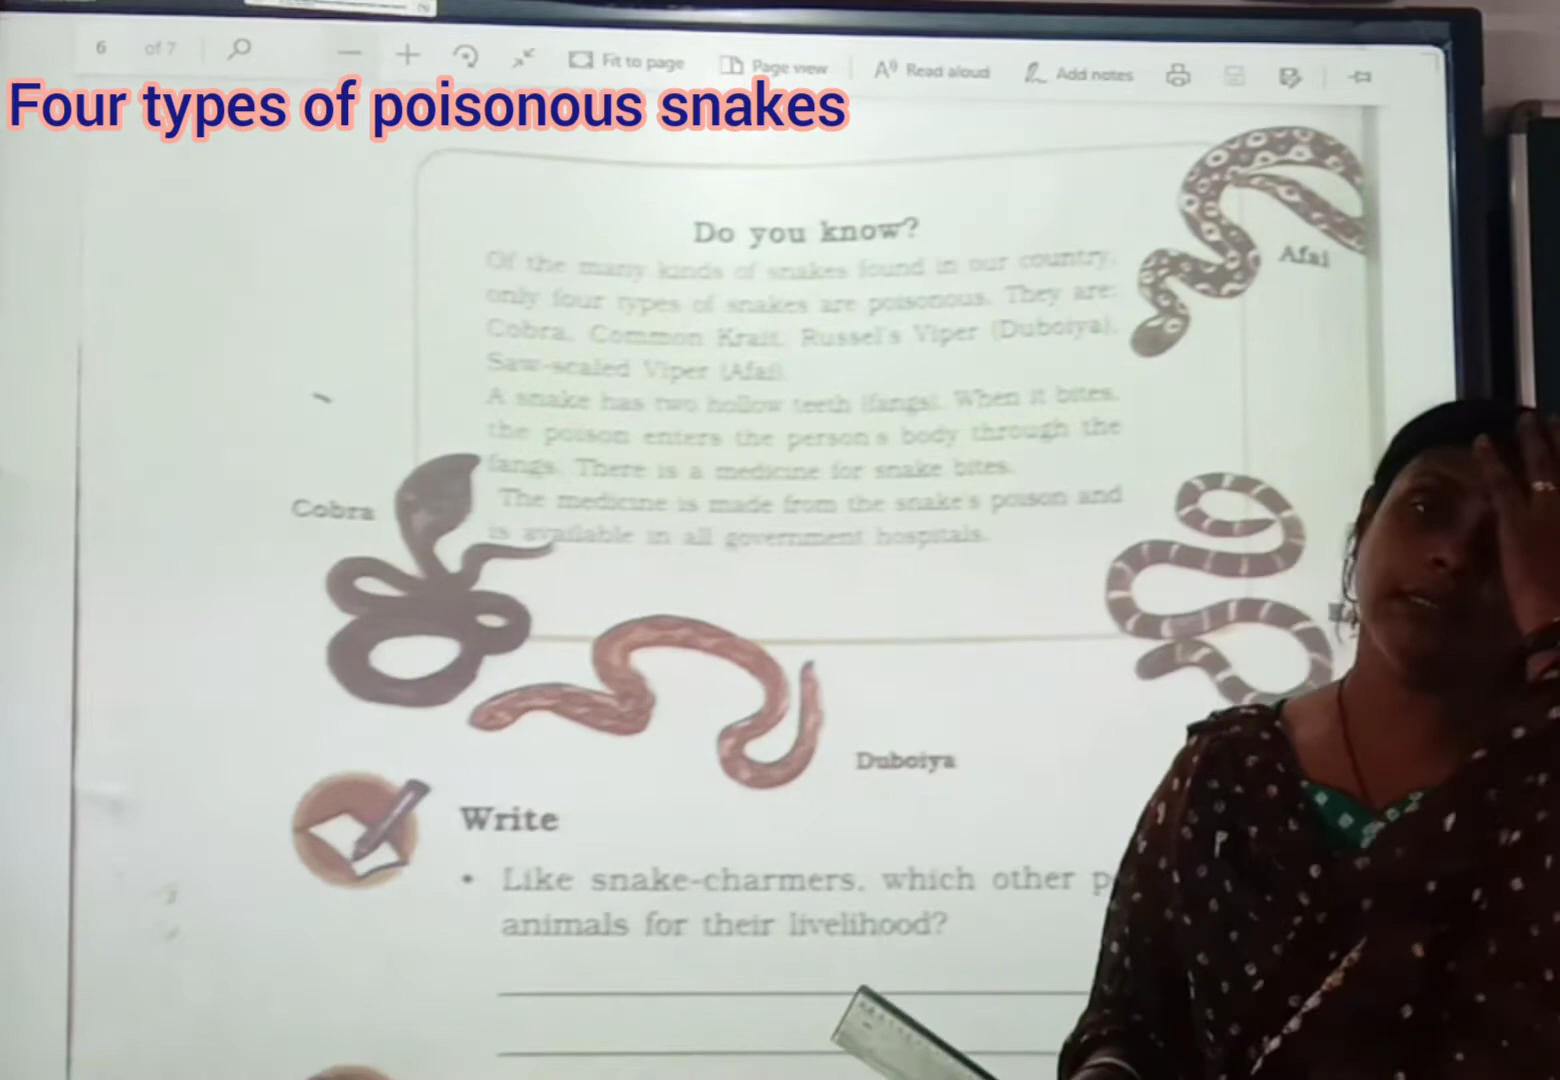 6 of 7
Fit to page
Page view
Read aloud
Add notes
Four types of poisonous snakes
Do you know?
Of the many kinds of snakes found in our country,
only four types of snakes are poisonous. They are:
Cobra, Common Krait, Russel's Viper (Duboiya),
Saw-scaled Viper (Afai).
A snake has two hollow teeth (fangs). When it bites,
the poison enters the person's body through the
fangs. There is a medicine for snake bites.
The medicine is made from the snake's poison and
is available in all government hospitals.
Afai
Cobra
Duboiya
Write
• Like snake-charmers, which other
animals for their livelihood?